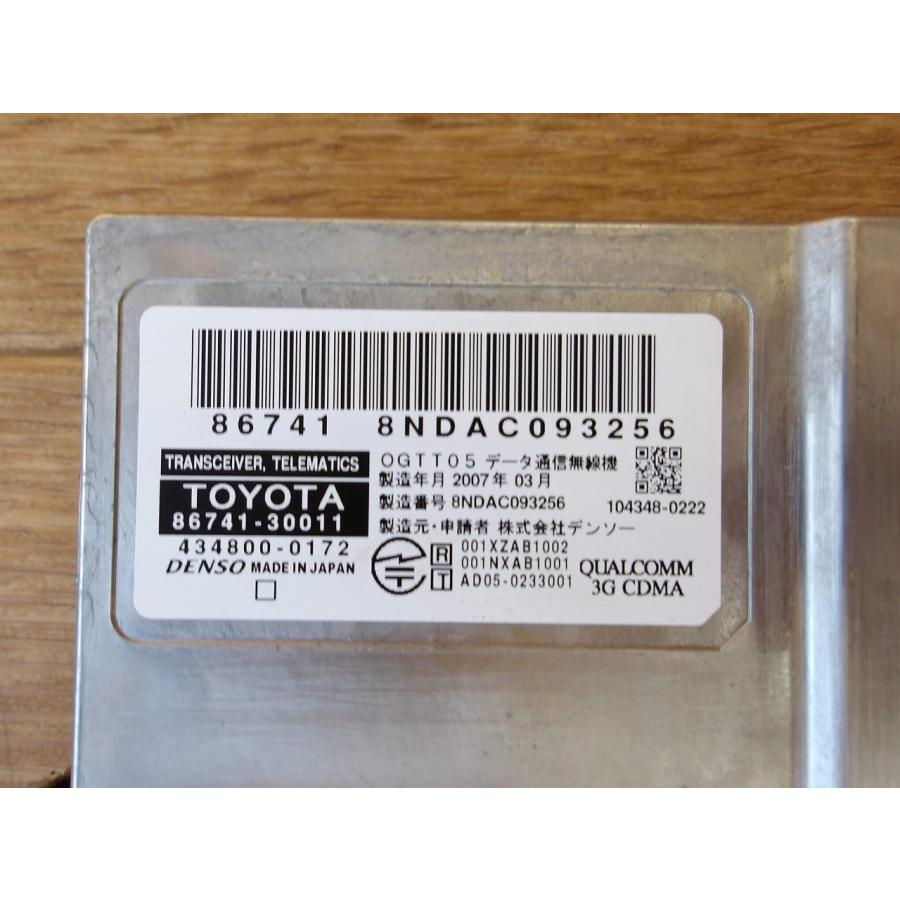 86741 8NDAC093256
TRANSCEIVER, TELEMATICS
TOYOTA
86741-30011
434800-0172
DENSO MADE IN JAPAN
OGTT05 データ通信無線機
製造年月 2007年 03月
製造番号 8NDAC093256
104348-0222
製造元・申請者 株式会社デンソー
R 001XZAB1002
001NXAB1001
T AD05-0233001
QUALCOMM
3G CDMA